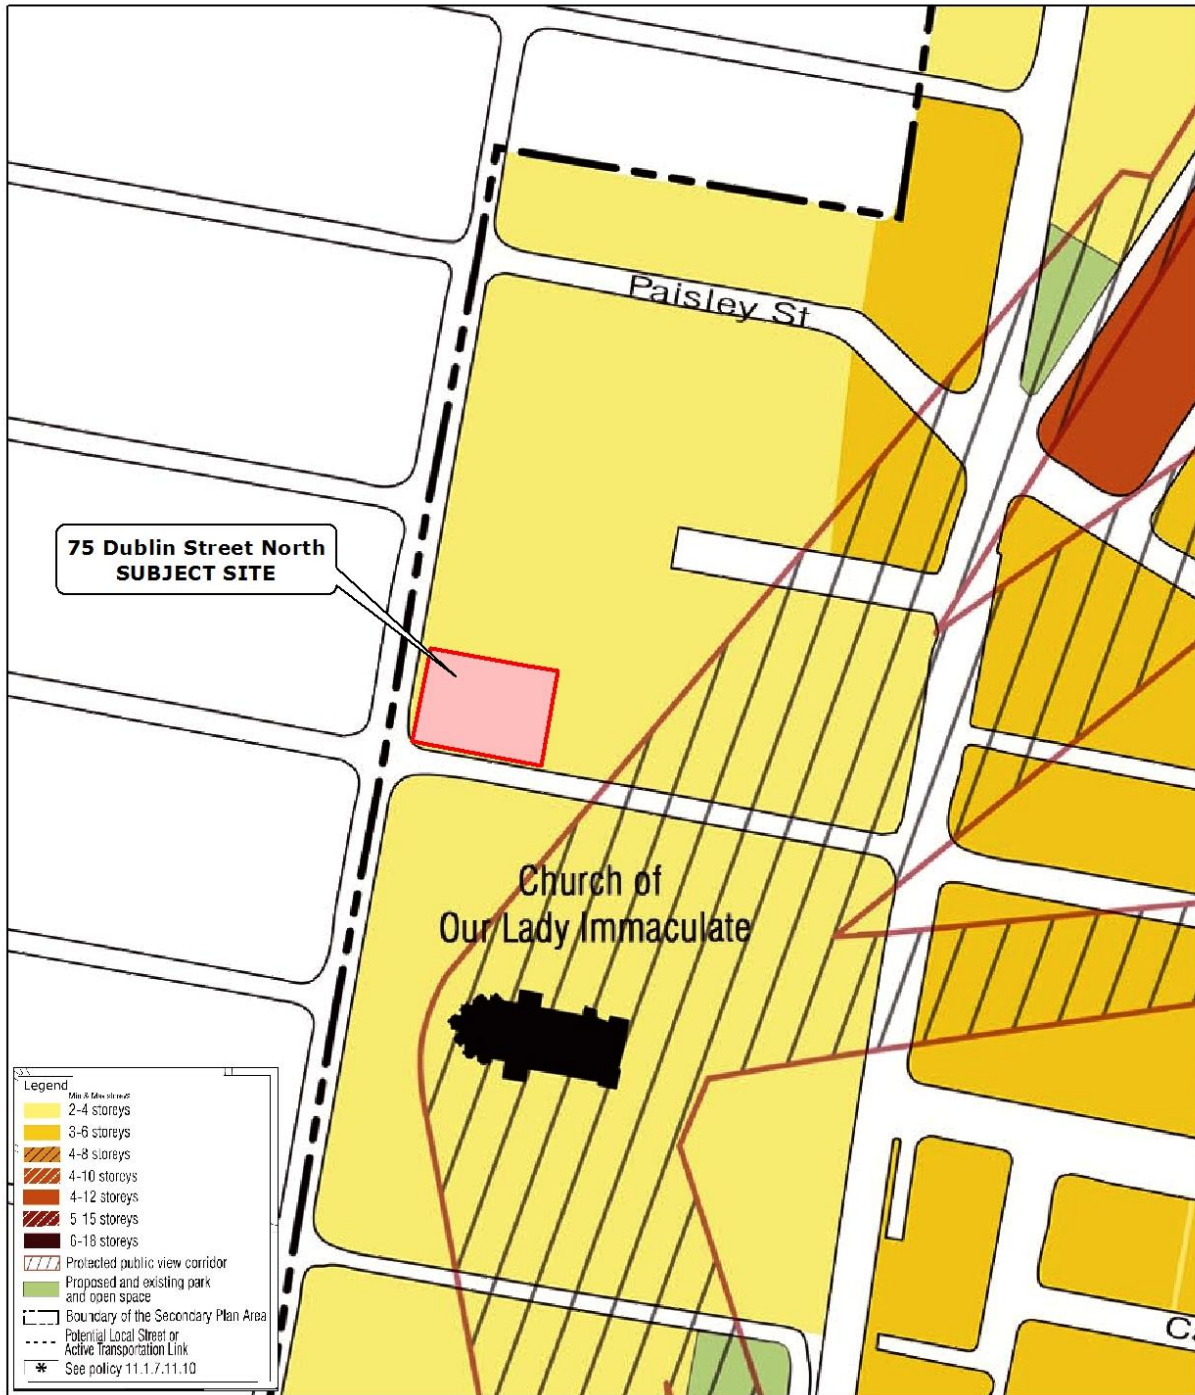 Paisley St
75 Dublin Street North
SUBJECT SITE
Church of
Our Lady Immaculate
Legend
Min & Max storeys
2-4 storeys
3-6 storeys
4-8 storeys
4-10 storeys
4-12 storeys
5-15 storeys
6-18 storeys
Protected public view corridor
Proposed and existing park
and open space
Boundary of the Secondary Plan Area
Potential Local Street or
Active Transportation Link
* See policy 11.1.7.11.10